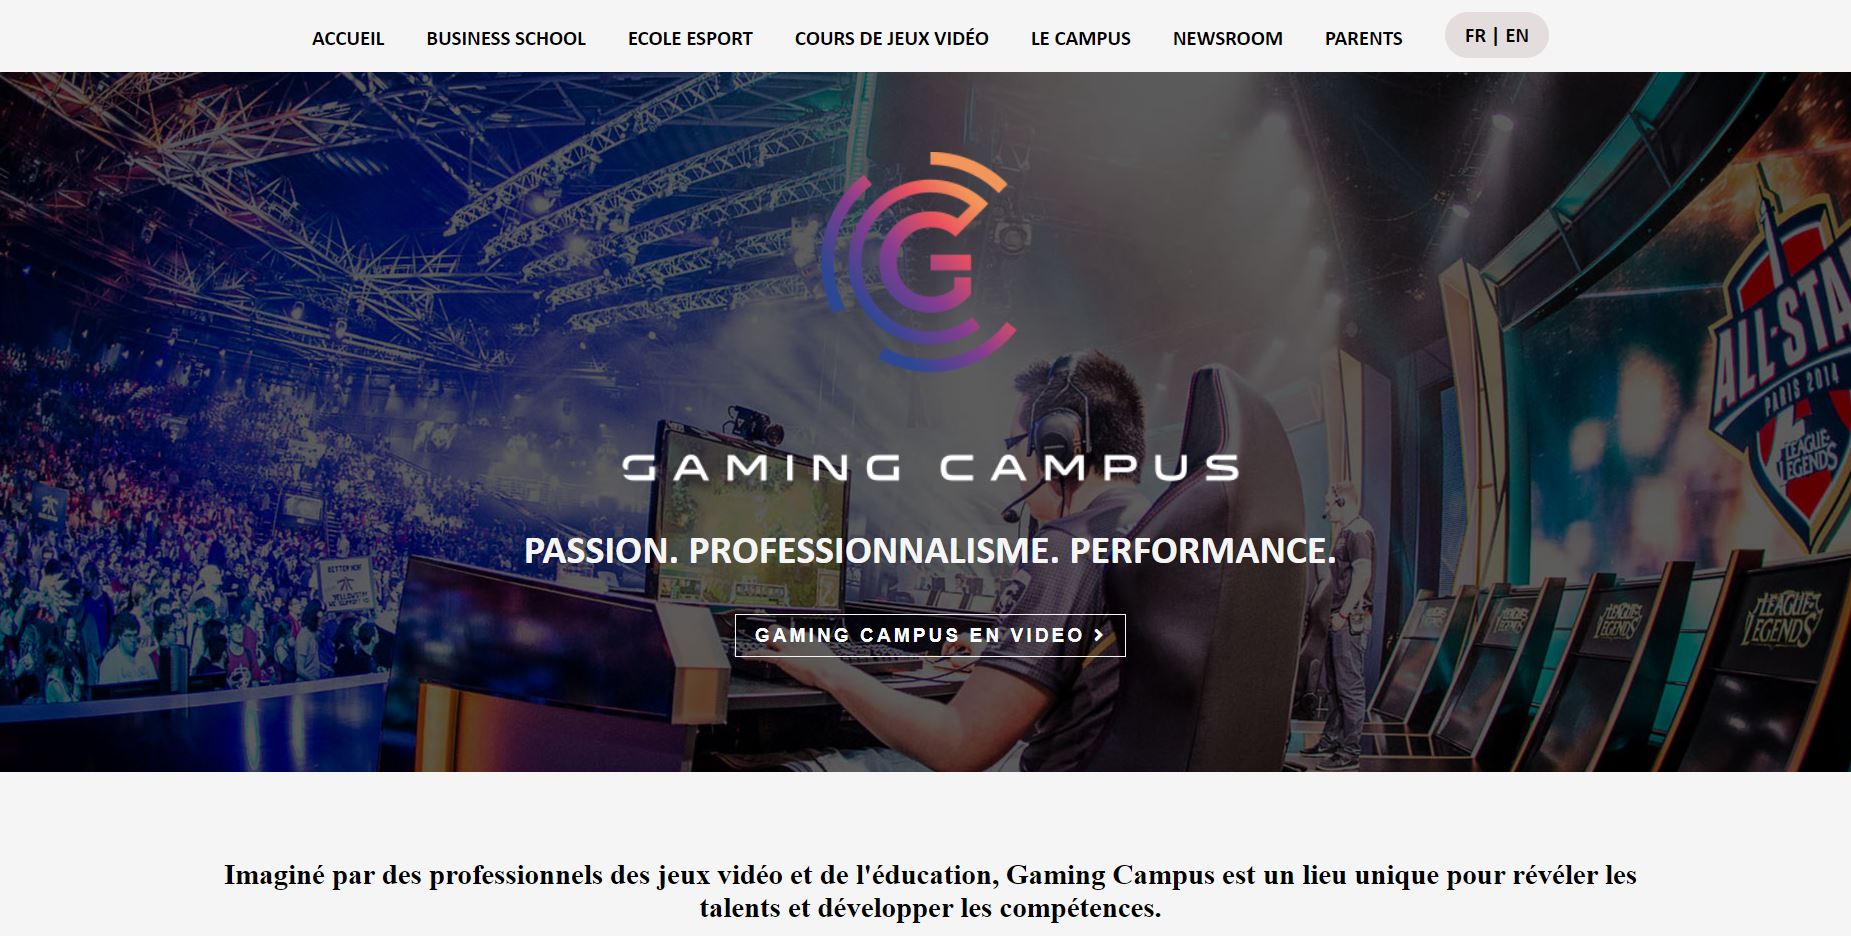 ACCUEIL BUSINESS SCHOOL ECOLE ESPORT COURS DE JEUX VIDÉO LE CAMPUS NEWSROOM PARENTS FR | EN
GAMING CAMPUS
PASSION. PROFESSIONNALISME. PERFORMANCE.
GAMING CAMPUS EN VIDEO >
ALL-STA
PARIS 2014
LEAGUE
LEGENDS
BETTER NOW!
LEAGUE
LEGENDS
Imaginé par des professionnels des jeux vidéo et de l'éducation, Gaming Campus est un lieu unique pour révéler les
talents et développer les compétences.